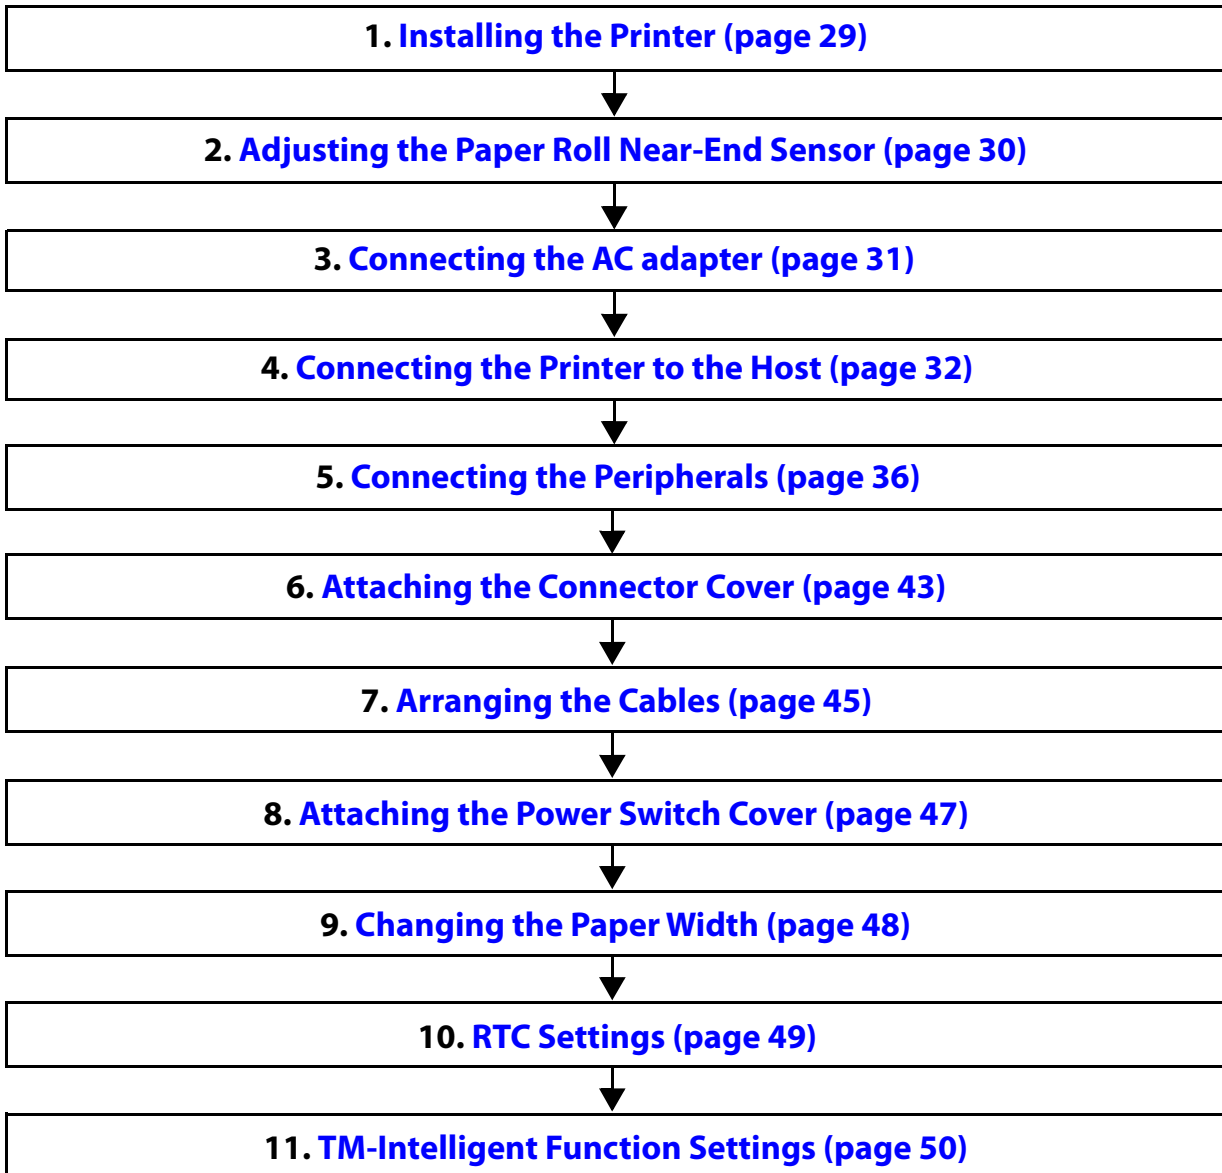 1. Installing the Printer (page 29)
2. Adjusting the Paper Roll Near-End Sensor (page 30)
3. Connecting the AC adapter (page 31)
4. Connecting the Printer to the Host (page 32)
5. Connecting the Peripherals (page 36)
6. Attaching the Connector Cover (page 43)
7. Arranging the Cables (page 45)
8. Attaching the Power Switch Cover (page 47)
9. Changing the Paper Width (page 48)
10. RTC Settings (page 49)
11. TM-Intelligent Function Settings (page 50)